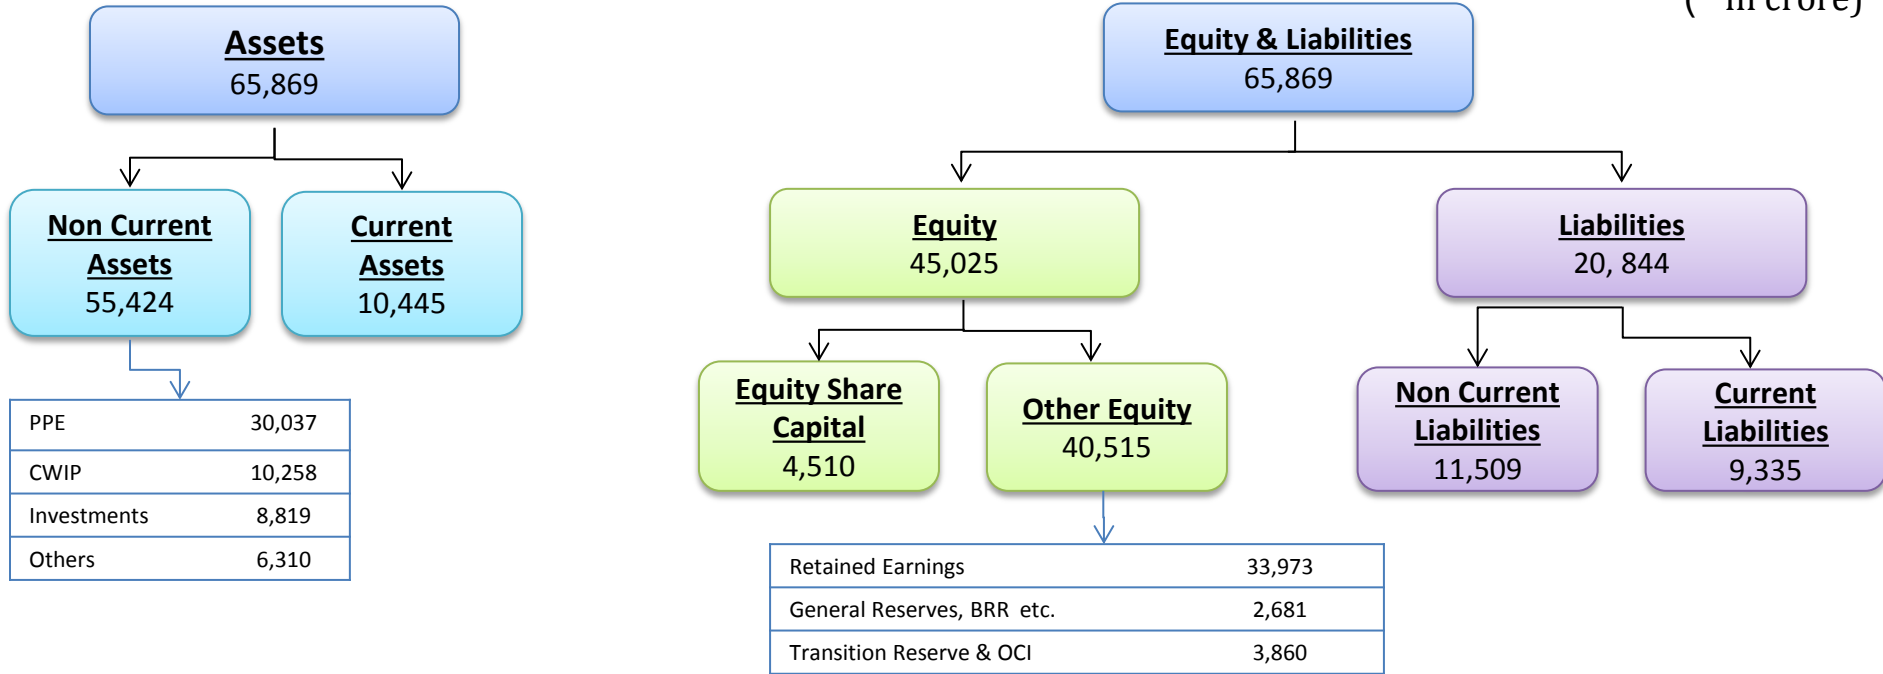 ( in crore)
Assets
65,869
Equity & Liabilities
65,869
Non Current
Assets
55,424
Current
Assets
10,445
Equity
45,025
Liabilities
20, 844
Equity Share
Capital
4,510
Other Equity
40,515
Non Current
Liabilities
11,509
Current
Liabilities
9,335
PPE 30,037
CWIP 10,258
Investments 8,819
Others 6,310
Retained Earnings 33,973
General Reserves, BRR etc. 2,681
Transition Reserve & OCI 3,860